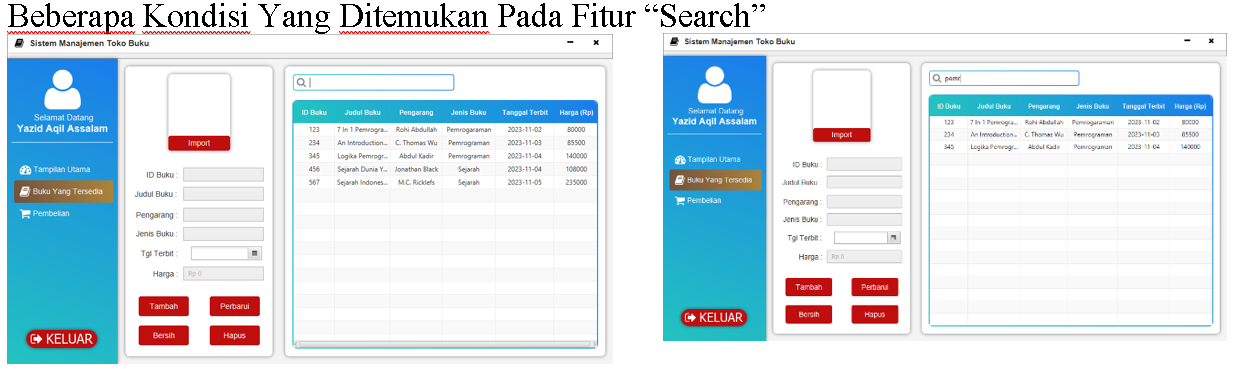 Beberapa Kondisi Yang Ditemukan Pada Fitur “Search”
Sistem Manajemen Toko Buku
Selamat Datang
Yazid Aqil Assalam
Tampilan Utama
Buku Yang Tersedia
Pembelian
KELUAR
Import
ID Buku :
Judul Buku :
Pengarang :
Jenis Buku :
Tgl Terbit :
Harga : Rp 0
Tambah Perbarui
Bersih Hapus
ID Buku Judul Buku Pengarang Jenis Buku Tanggal Terbit Harga (Rp)
123 7 In 1 Pemrogra... Rohi Abdullah Pemrogaraman 2023-11-02 80000
234 An Introduction... C. Thomas Wu Pemrograman 2023-11-03 85500
345 Logika Pemrogr... Abdul Kadir Pemrograman 2023-11-04 140000
456 Sejarah Dunia Y... Jonathan Black Sejarah 2023-11-04 108000
567 Sejarah Indones... M.C. Ricklefs Sejarah 2023-11-05 235000
Sistem Manajemen Toko Buku
Selamat Datang
Yazid Aqil Assalam
Tampilan Utama
Buku Yang Tersedia
Pembelian
KELUAR
Import
ID Buku :
Judul Buku :
Pengarang :
Jenis Buku :
Tgl Terbit :
Harga : Rp 0
Tambah Perbarui
Bersih Hapus
pemr
ID Buku Judul Buku Pengarang Jenis Buku Tanggal Terbit Harga (Rp)
123 7 In 1 Pemrogr... Rohi Abdullah Pemrogaraman 2023-11-02 80000
234 An Introduction... C. Thomas Wu Pemrograman 2023-11-03 85500
345 Logika Pemrogr... Abdul Kadir Pemrograman 2023-11-04 140000